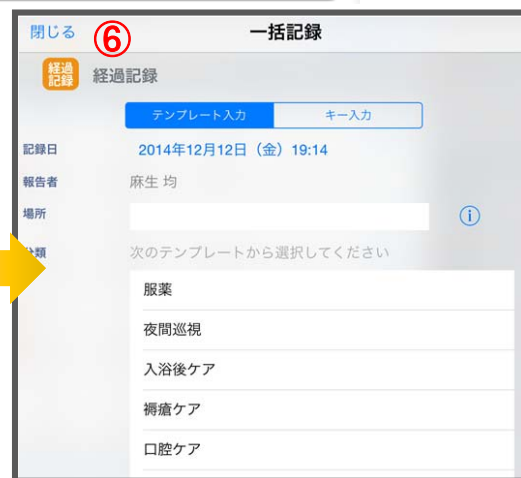 閉じる ⑥ 一括記録
経過記録 経過記録
テンプレート入力 キー入力
記録日 2014年12月12日（金）19:14
報告者 麻生 均
場所
類 次のテンプレートから選択してください
服薬
夜間巡視
入浴後ケア
褥瘡ケア
口腔ケア